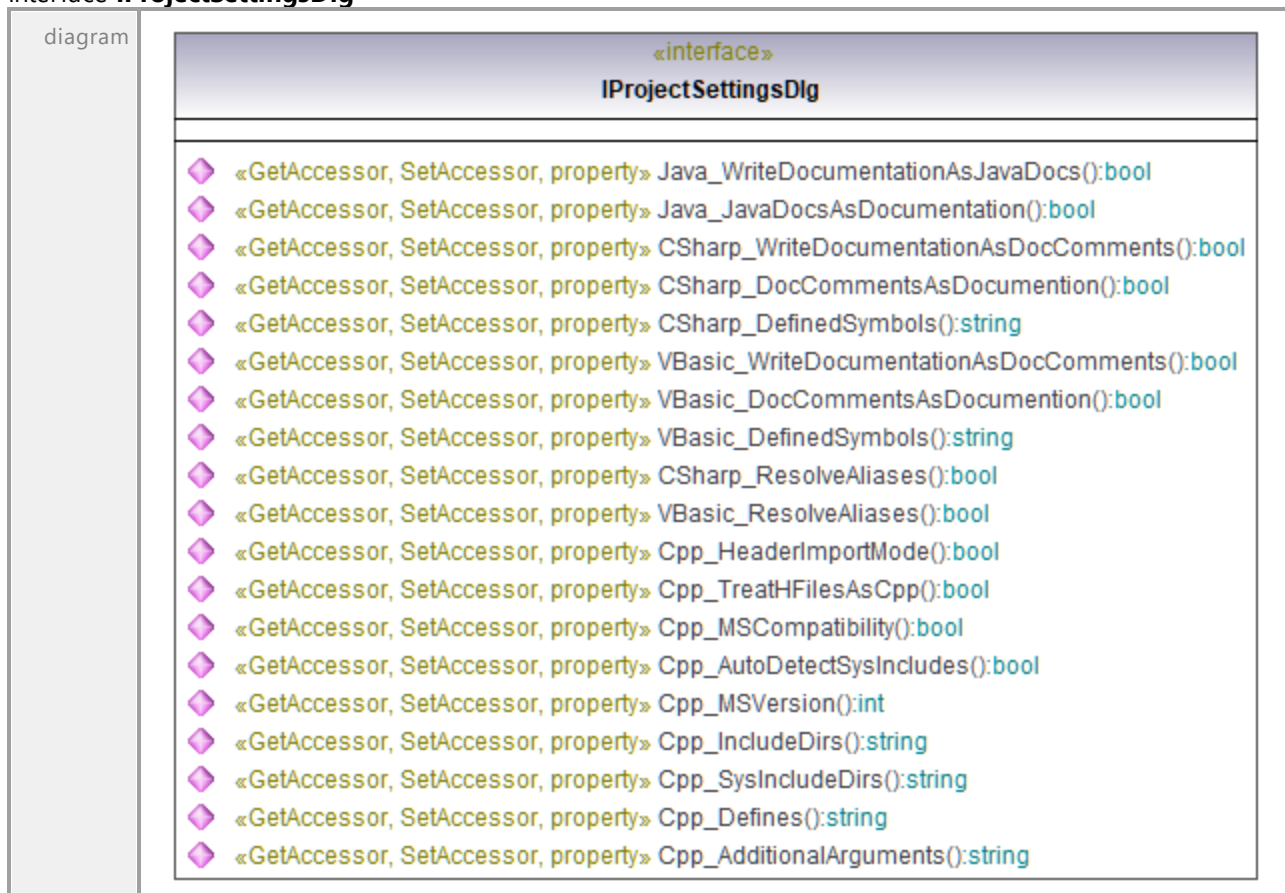 interface IProjectSettingsDlg
diagram
«interface»
IProjectSettingsDlg
«GetAccessor, SetAccessor, property» Java_WriteDocumentationAsJavaDocs():bool
«GetAccessor, SetAccessor, property» Java_JavaDocsAsDocumentation():bool
«GetAccessor, SetAccessor, property» CSharp_WriteDocumentationAsDocComments():bool
«GetAccessor, SetAccessor, property» CSharp_DocCommentsAsDocumention():bool
«GetAccessor, SetAccessor, property» CSharp_DefinedSymbols():string
«GetAccessor, SetAccessor, property» VBasic_WriteDocumentationAsDocComments():bool
«GetAccessor, SetAccessor, property» VBasic_DocCommentsAsDocumention():bool
«GetAccessor, SetAccessor, property» VBasic_DefinedSymbols():string
«GetAccessor, SetAccessor, property» CSharp_ResolveAliases():bool
«GetAccessor, SetAccessor, property» VBasic_ResolveAliases():bool
«GetAccessor, SetAccessor, property» Cpp_HeaderImportMode():bool
«GetAccessor, SetAccessor, property» Cpp_TreatHFilesAsCpp():bool
«GetAccessor, SetAccessor, property» Cpp_MSCompatibility():bool
«GetAccessor, SetAccessor, property» Cpp_AutoDetectSysIncludes():bool
«GetAccessor, SetAccessor, property» Cpp_MSVersion():int
«GetAccessor, SetAccessor, property» Cpp_IncludeDirs():string
«GetAccessor, SetAccessor, property» Cpp_SysIncludeDirs():string
«GetAccessor, SetAccessor, property» Cpp_Defines():string
«GetAccessor, SetAccessor, property» Cpp_AdditionalArguments():string